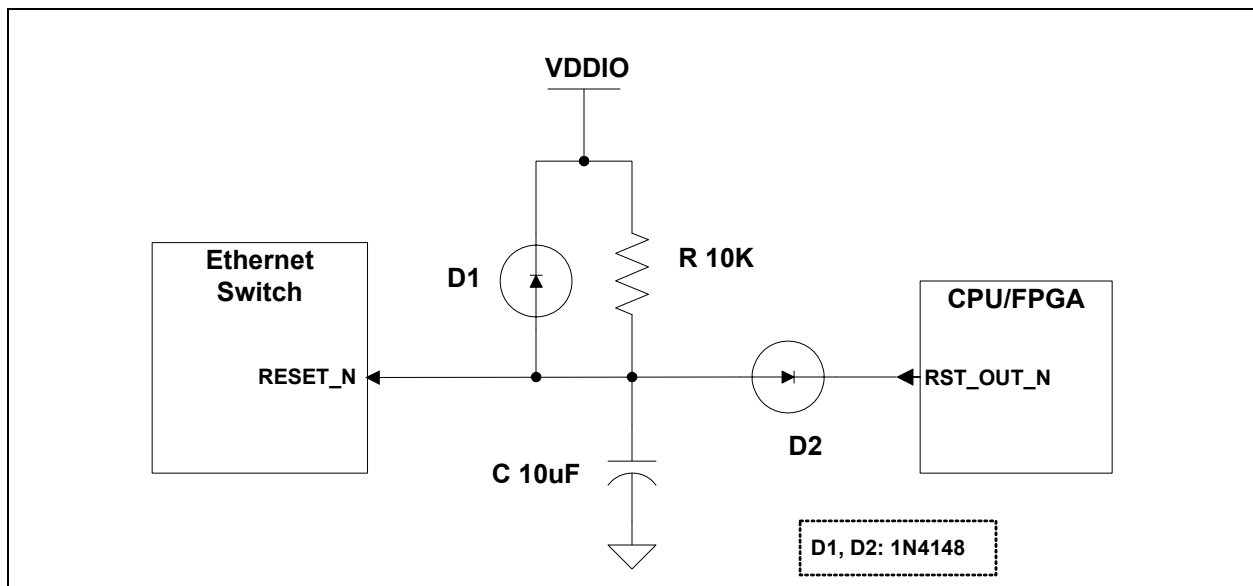 VDDIO
Ethernet
Switch
D1
R 10K
CPU/FPGA
RESET_N
RST_OUT_N
D2
C 10uF
D1, D2: 1N4148